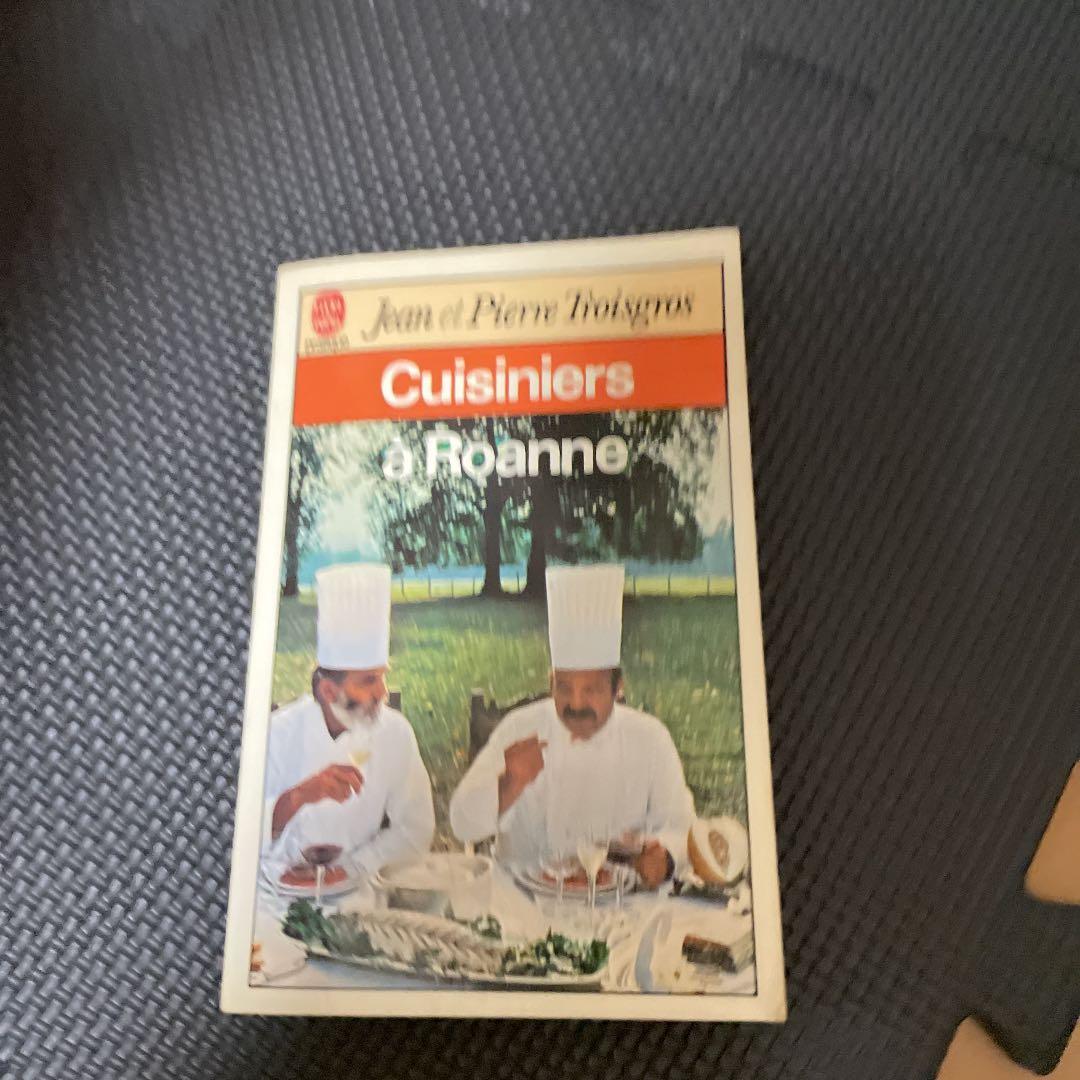 Jean et Pierre Troisgros
Cuisiniers
à Roanne